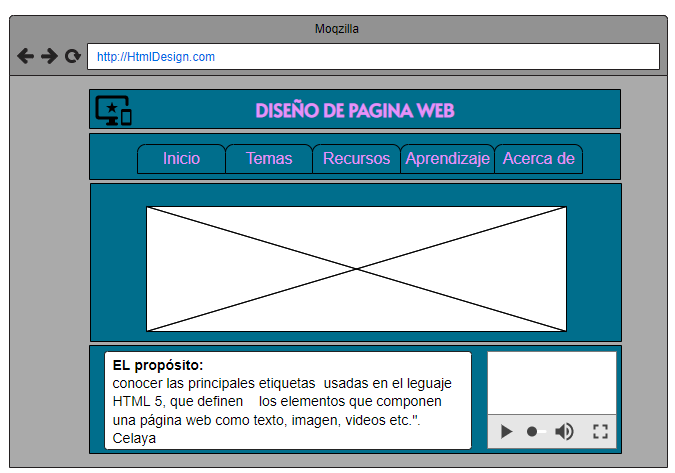 Moqzilla
http://HtmlDesign.com
DISEÑO DE PAGINA WEB
Inicio Temas Recursos Aprendizaje Acerca de
EL propósito:
conocer las principales etiquetas usadas en el leguaje
HTML 5, que definen los elementos que componen
una página web como texto, imagen, videos etc.".
Celaya